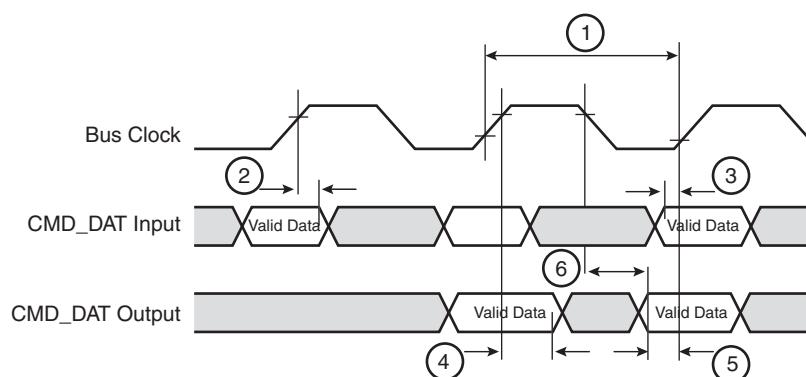 1
Bus Clock
2
3
CMD_DAT Input
Valid Data
Valid Data
6
CMD_DAT Output
Valid Data
Valid Data
4
5